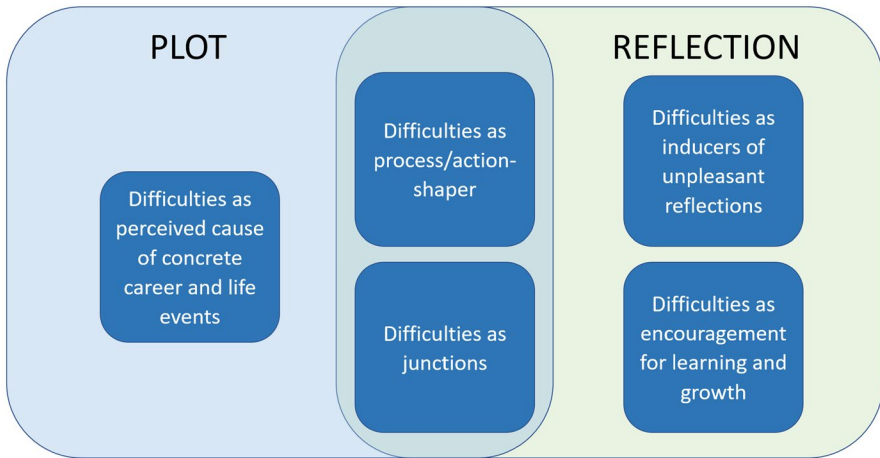 PLOT
REFLECTION
Difficulties as
perceived cause
of concrete
career and life
events
Difficulties as
process/action-
shaper
Difficulties as
junctions
Difficulties as
inducers of
unpleasant
reflections
Difficulties as
encouragement
for learning and
growth